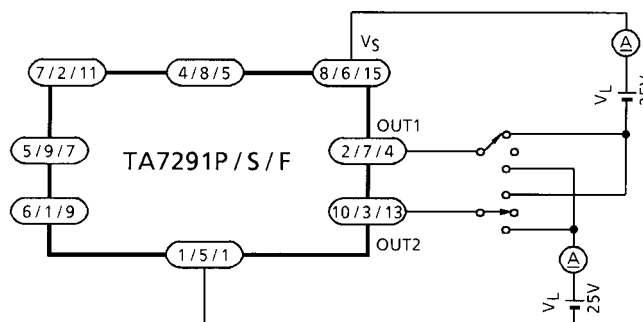 VS
A
7/2/11
4/8/5
8/6/15
VL
25V
OUT1
5/9/7
TA7291P/S/F
2/7/4
6/1/9
10/3/13
1/5/1
OUT2
A
VL
25V